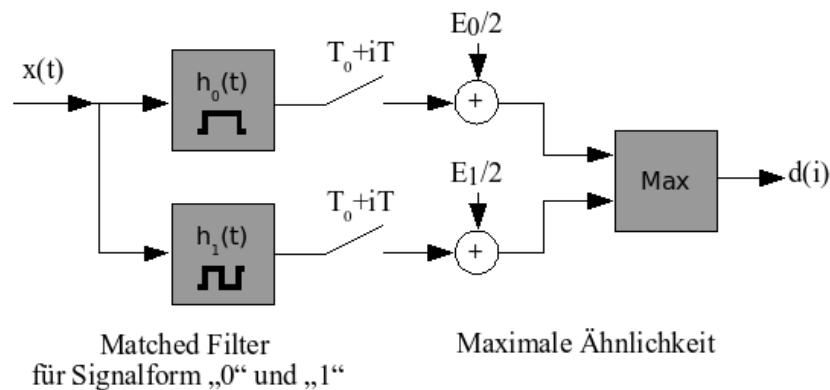 E₀/2
T₀+iT
x(t)
h₀(t)
+
E1/2
Max
d(i)
T₀+iT
h₁(t)
+
Matched Filter
für Signalform „0“ und „1“
Maximale Ähnlichkeit